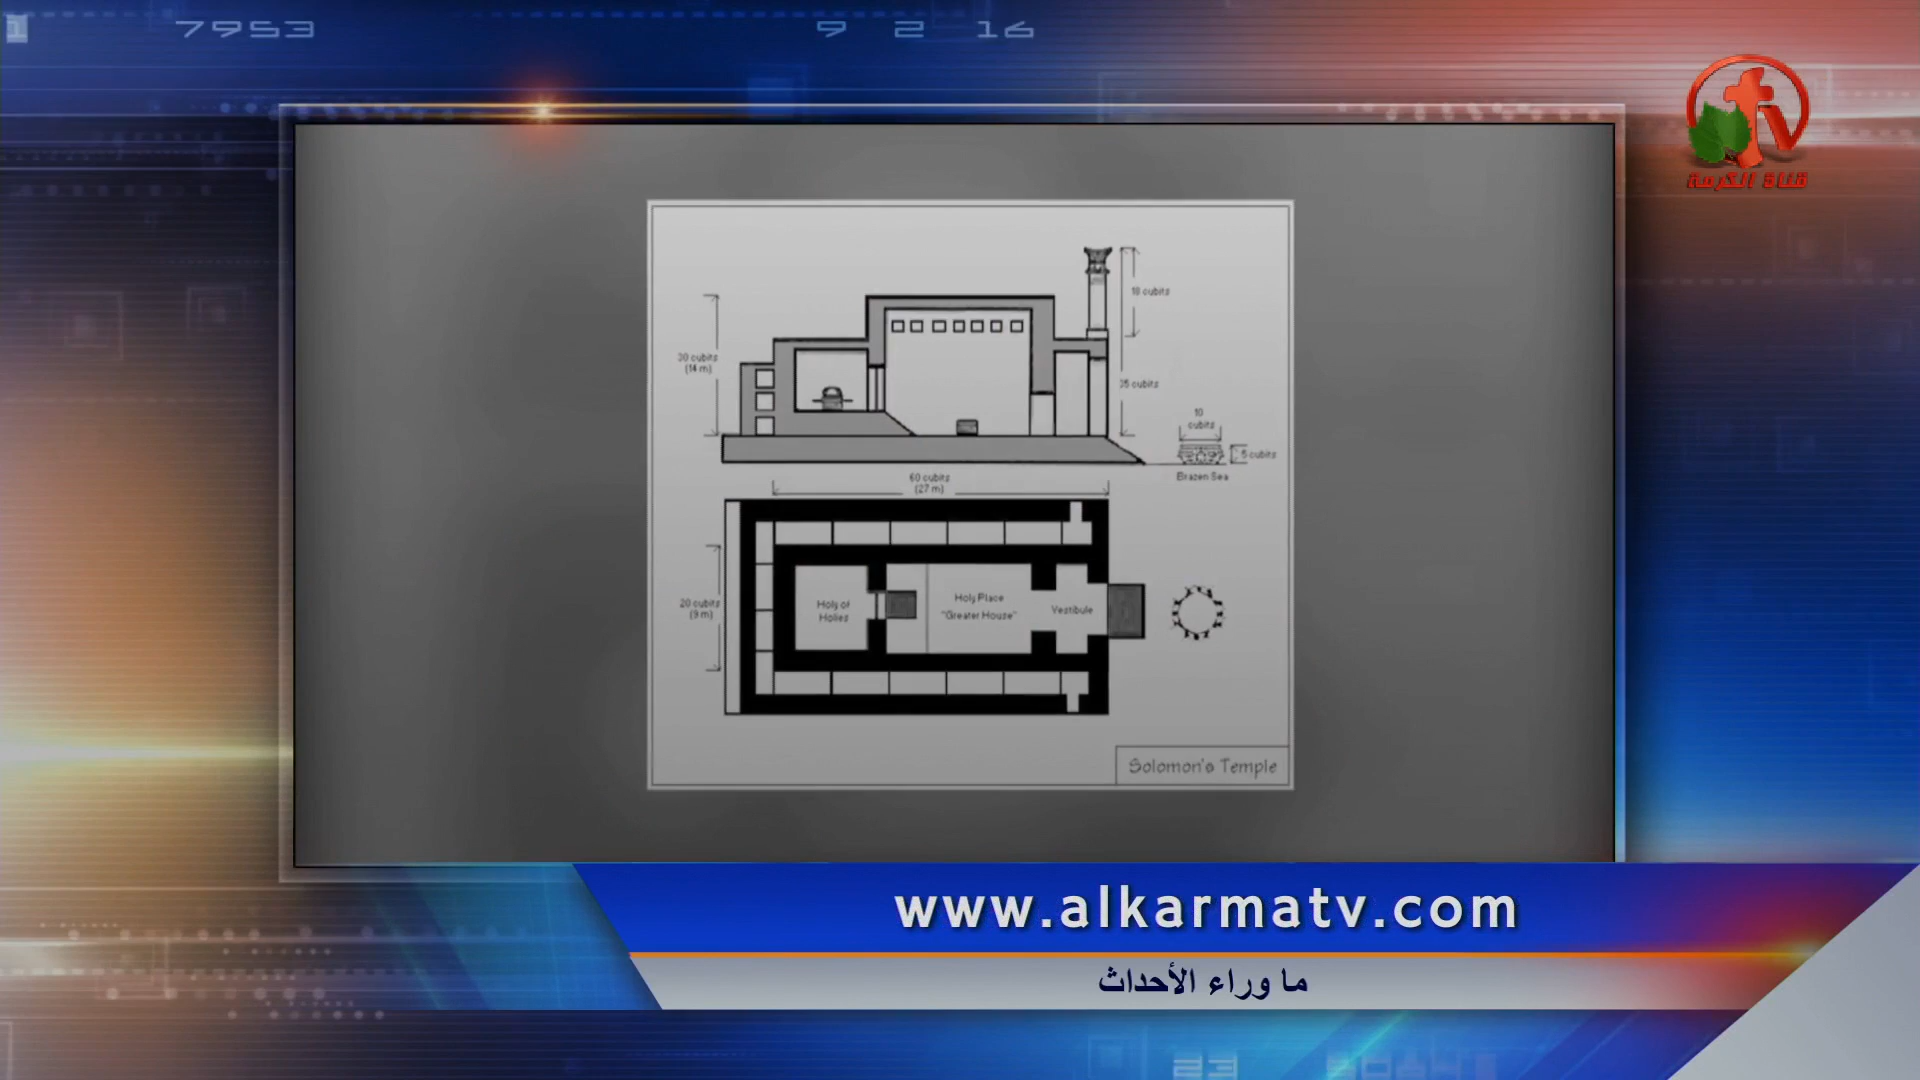 7953
9 2 16
قناة الكرمة
18 cubits
30 cubits
(14 m)
35 cubits
10
cubits
5 cubits
Brazen Sea
60 cubits
(27 m)
20 cubits
(9 m)
Holy of
Holies
Holy Place
"Greater House"
Vestibule
Solomon's Temple
www.alkarmatv.com
ما وراء الأحداث
23